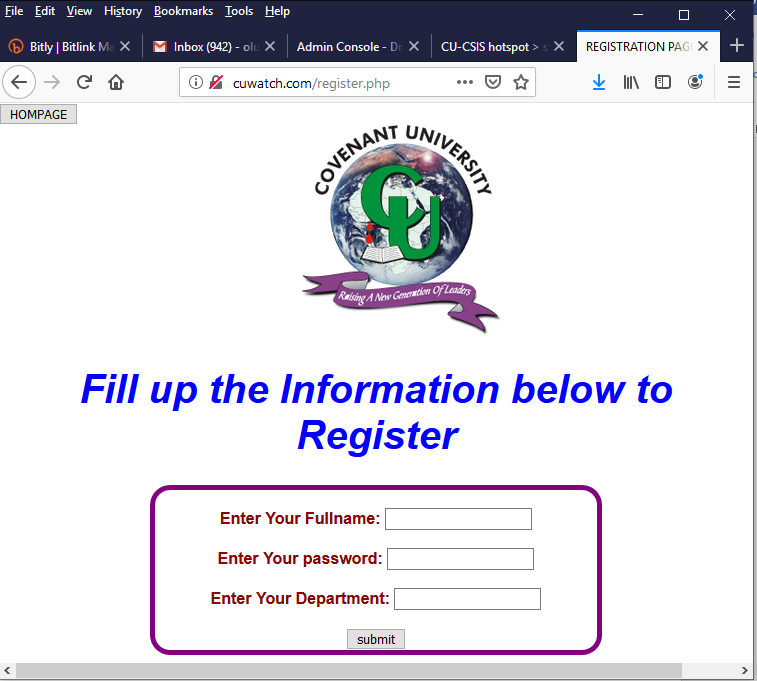 File Edit View History Bookmarks Tools Help
Bitly | Bitlink Ma Inbox (942) - olu Admin Console - Dr CU-CSIS hotspot > s REGISTRATION PAG
cuwatch.com/register.php
HOMPAGE
COVENANT UNIVERSITY
CU
Raising A New Generation Of Leaders
Fill up the Information below to
Register
Enter Your Fullname:
Enter Your password:
Enter Your Department:
submit